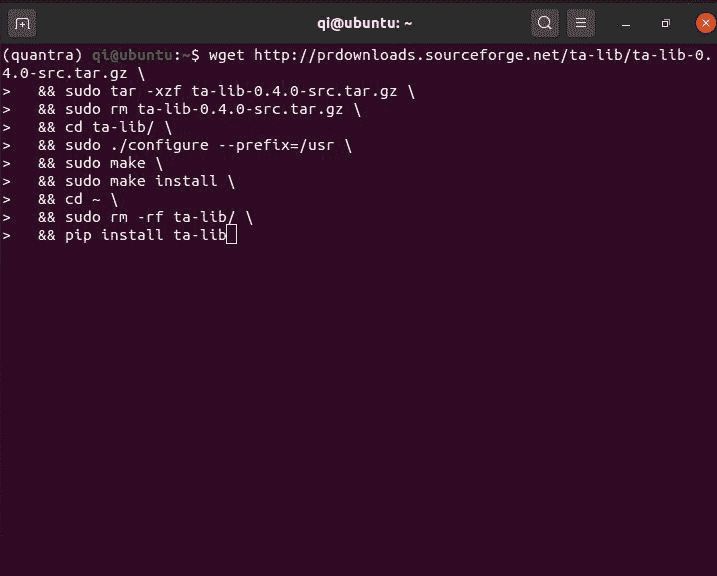 qi@ubuntu: ~
(quantra) qi@ubuntu:~$ wget http://prdownloads.sourceforge.net/ta-lib/ta-lib-0.
4.0-src.tar.gz \
>   && sudo tar -xzf ta-lib-0.4.0-src.tar.gz \
>   && sudo rm ta-lib-0.4.0-src.tar.gz \
>   && cd ta-lib/ \
>   && sudo ./configure --prefix=/usr \
>   && sudo make \
>   && sudo make install \
>   && cd ~ \
>   && sudo rm -rf ta-lib/ \
>   && pip install ta-lib